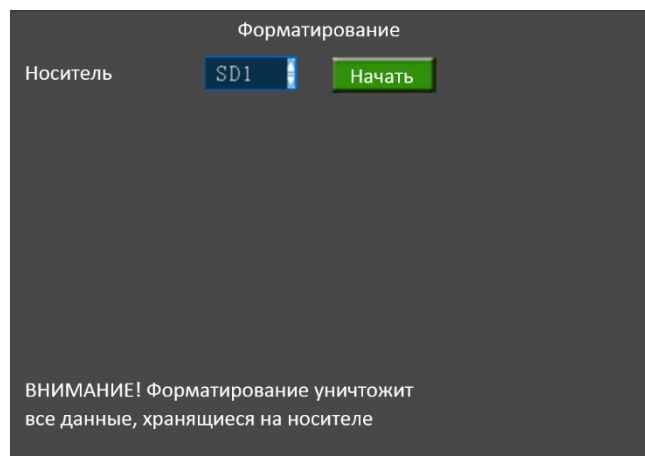 Форматирование
Носитель SD1 Начать
ВНИМАНИЕ! Форматирование уничтожит
все данные, хранящиеся на носителе